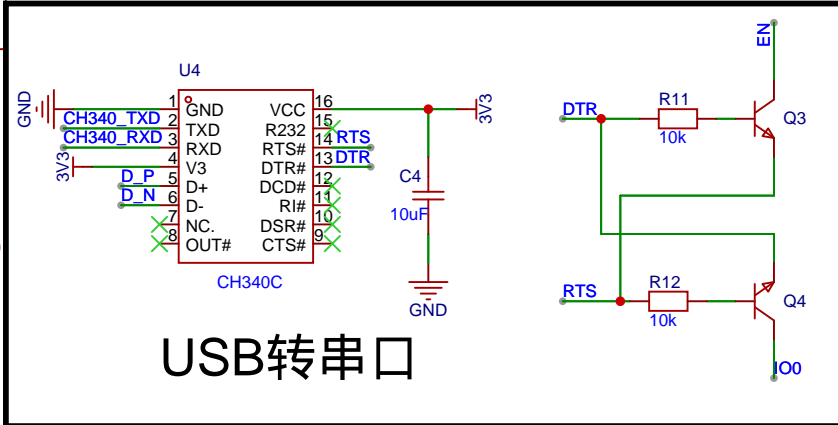 U4
GND
1
GND
VCC
16
3V3
CH340_TXD
2
TXD
R232
15
CH340_RXD
3
RXD
RTS#
14
RTS
3V3
4
V3
DTR#
13
DTR
D_P
5
D+
DCD#
12
D_N
6
D-
RI#
11
7
NC.
DSR#
10
8
OUT#
CTS#
9
CH340C
C4
10uF
GND
USB转串口
EN
DTR
R11
10k
Q3
RTS
R12
10k
Q4
IO0